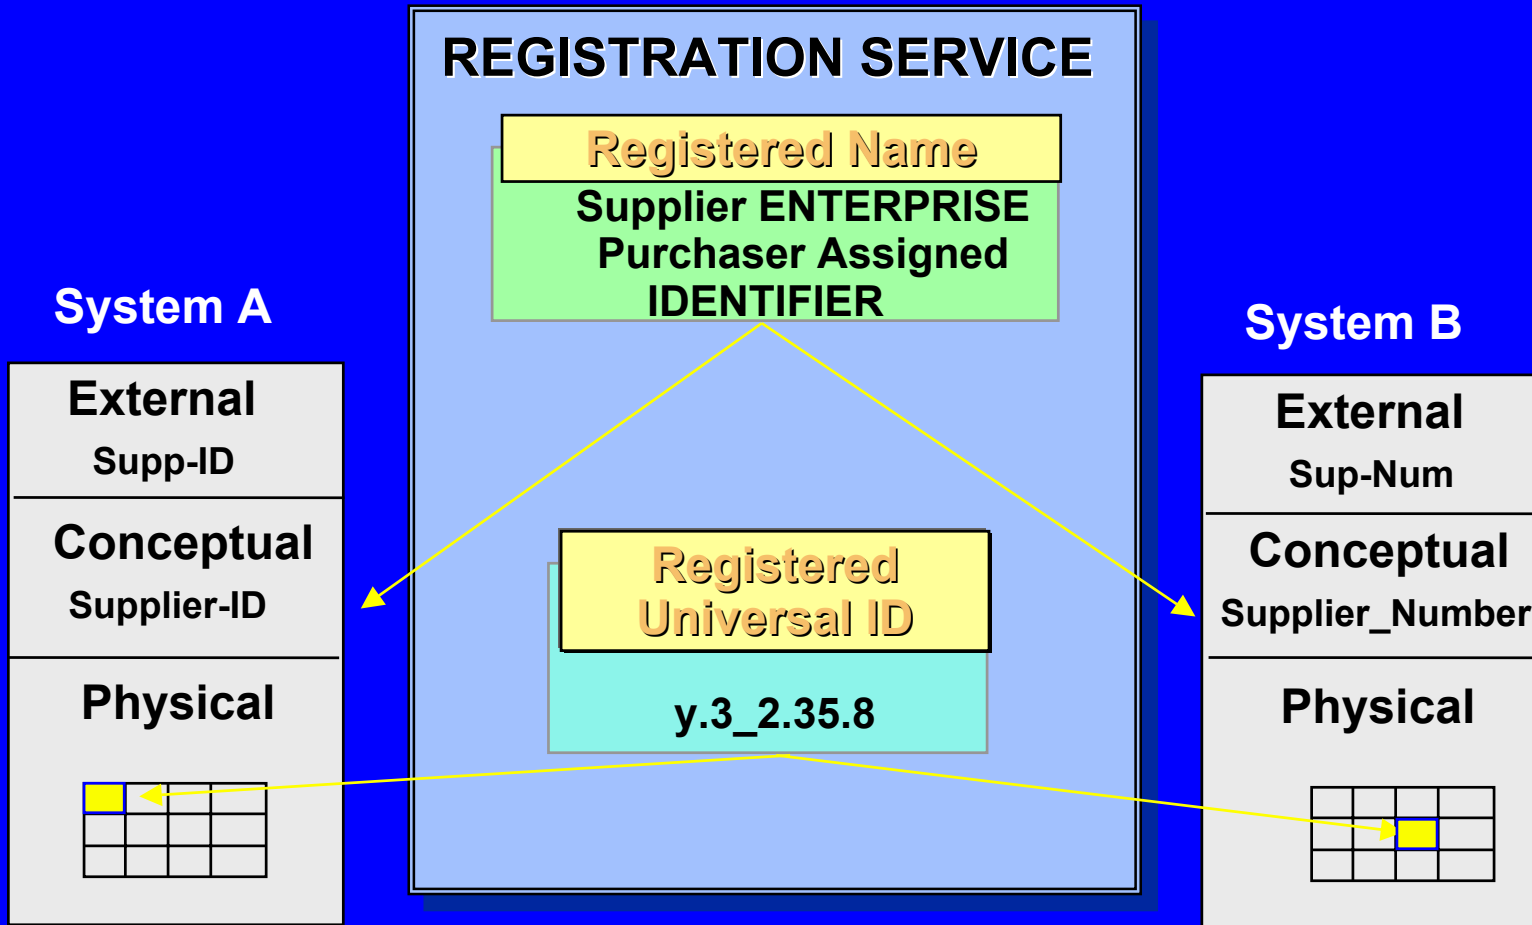 REGISTRATION SERVICE
Registered Name
Supplier ENTERPRISE
Purchaser Assigned
IDENTIFIER
System A
External
Supp-ID
Conceptual
Supplier-ID
Physical
Registered
Universal ID
y.3_2.35.8
System B
External
Sup-Num
Conceptual
Supplier_Number
Physical